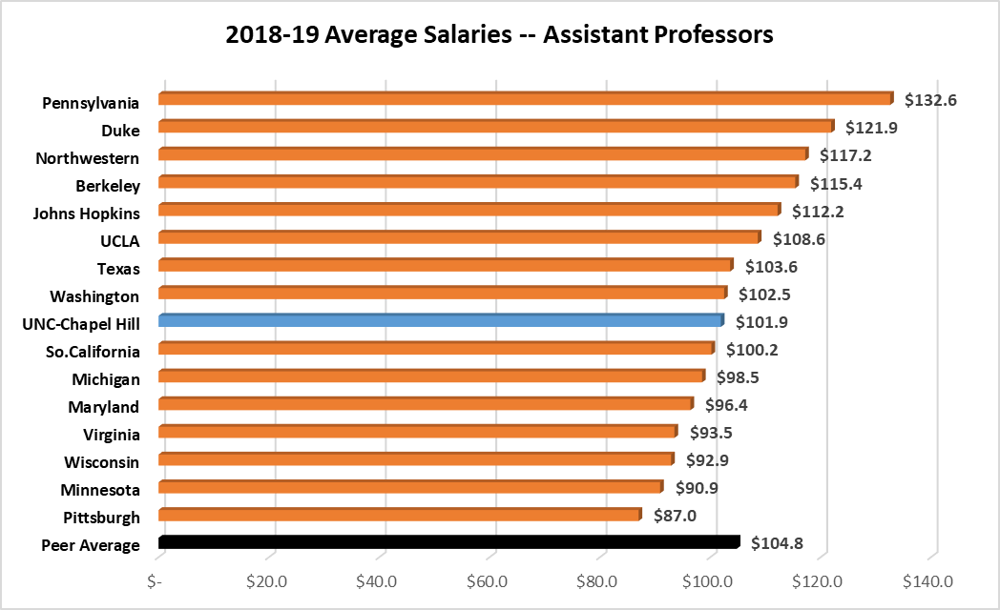 2018-19 Average Salaries -- Assistant Professors
Pennsylvania $132.6
Duke $121.9
Northwestern $117.2
Berkeley $115.4
Johns Hopkins $112.2
UCLA $108.6
Texas $103.6
Washington $102.5
UNC-Chapel Hill $101.9
So.California $100.2
Michigan $98.5
Maryland $96.4
Virginia $93.5
Wisconsin $92.9
Minnesota $90.9
Pittsburgh $87.0
Peer Average $104.8
$- $20.0 $40.0 $60.0 $80.0 $100.0 $120.0 $140.0